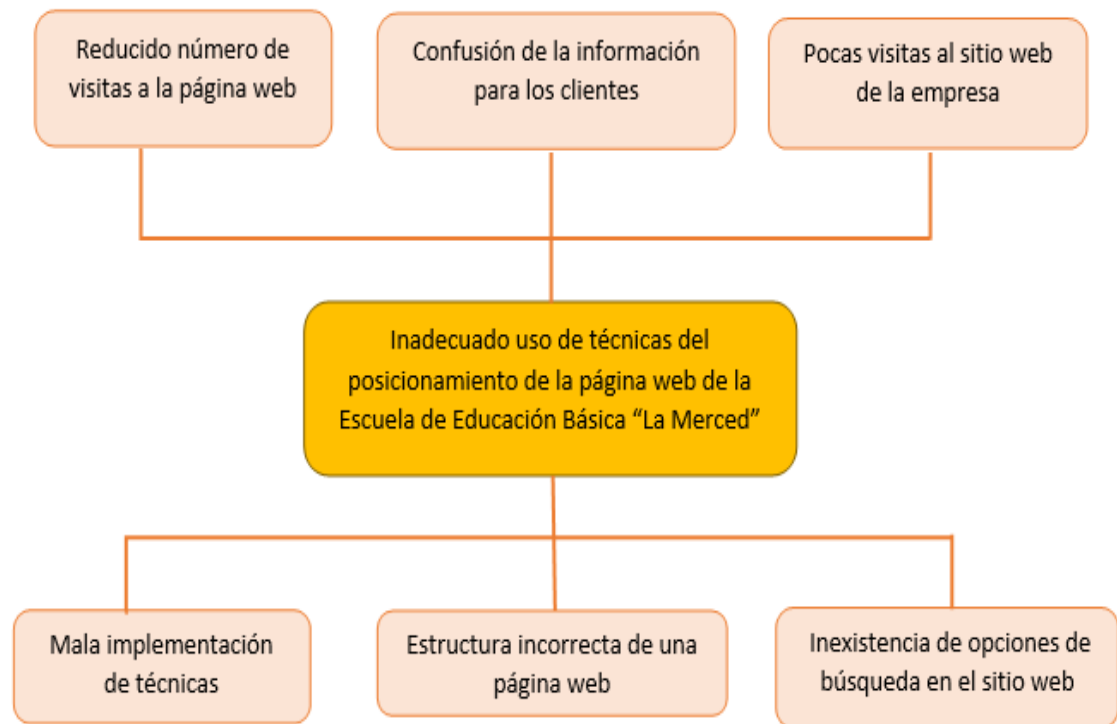 Reducido número de
visitas a la página web
Confusión de la información
para los clientes
Pocas visitas al sitio web
de la empresa
Inadecuado uso de técnicas del
posicionamiento de la página web de la
Escuela de Educación Básica “La Merced”
Mala implementación
de técnicas
Estructura incorrecta de una
página web
Inexistencia de opciones de
búsqueda en el sitio web